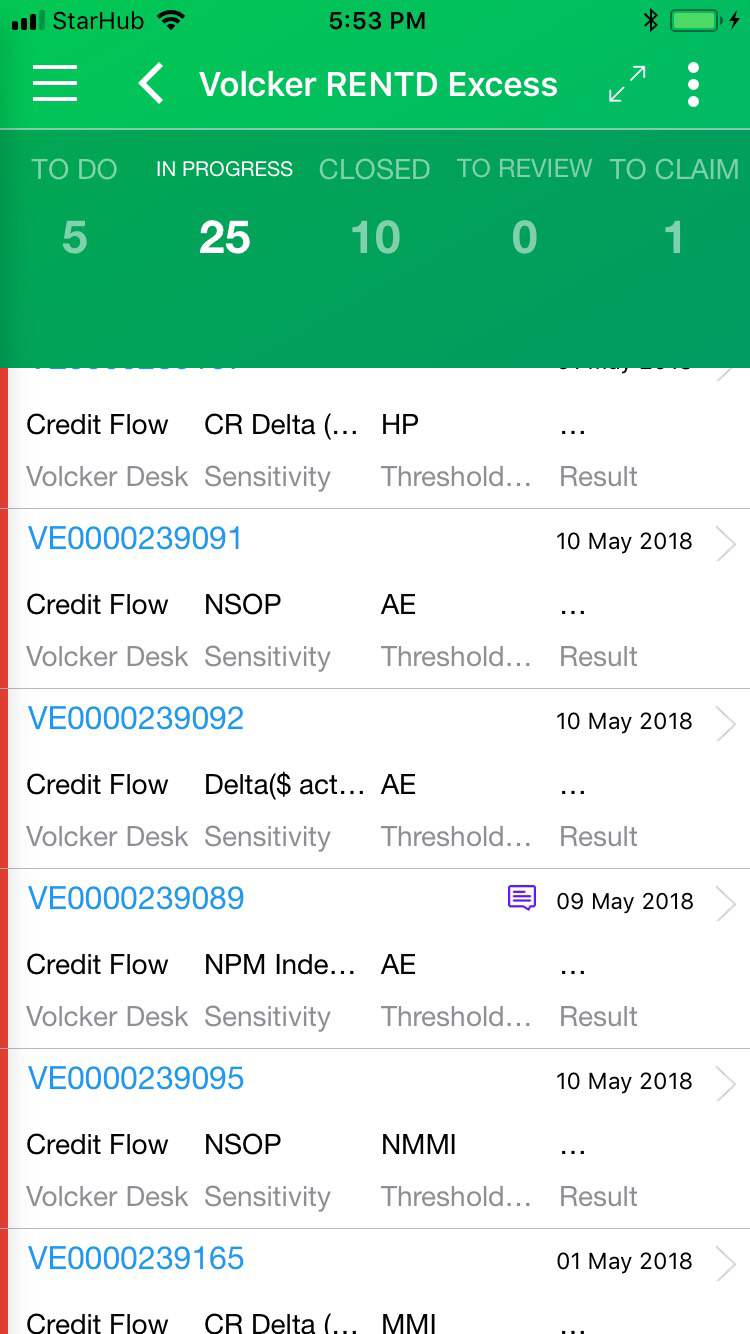 StarHub 5:53 PM
Volcker RENTD Excess
TO DO IN PROGRESS CLOSED TO REVIEW TO CLAIM
5 25 10 0 1
Credit Flow CR Delta (... HP ...
Volcker Desk Sensitivity Threshold... Result
VE0000239091 10 May 2018
Credit Flow NSOP AE ...
Volcker Desk Sensitivity Threshold... Result
VE0000239092 10 May 2018
Credit Flow Delta($ act... AE ...
Volcker Desk Sensitivity Threshold... Result
VE0000239089 09 May 2018
Credit Flow NPM Inde... AE ...
Volcker Desk Sensitivity Threshold... Result
VE0000239095 10 May 2018
Credit Flow NSOP NMMI ...
Volcker Desk Sensitivity Threshold... Result
VE0000239165 01 May 2018
Credit Flow CR Delta (... MMI ...